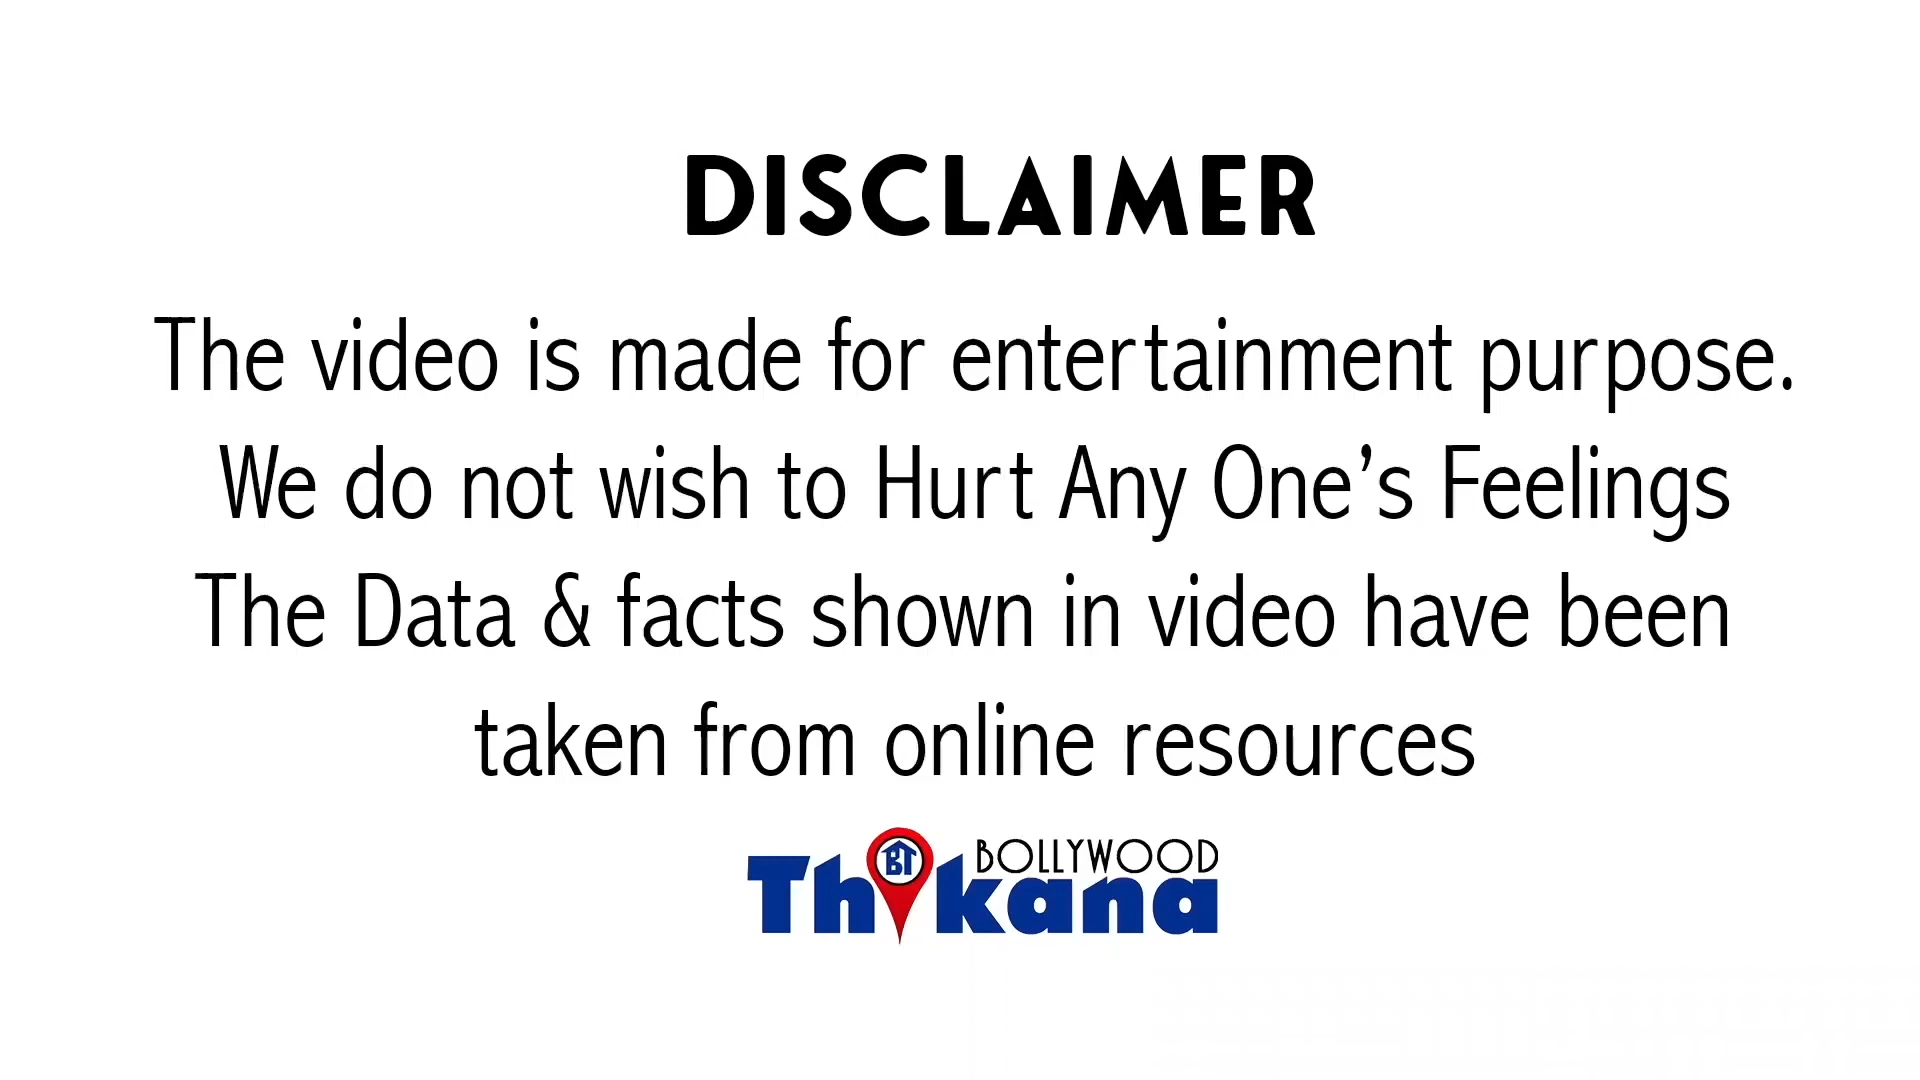 DISCLAIMER
The video is made for entertainment purpose.
We do not wish to Hurt Any One’s Feelings
The Data & facts shown in video have been
taken from online resources
BT
BOLLYWOOD
Thikana